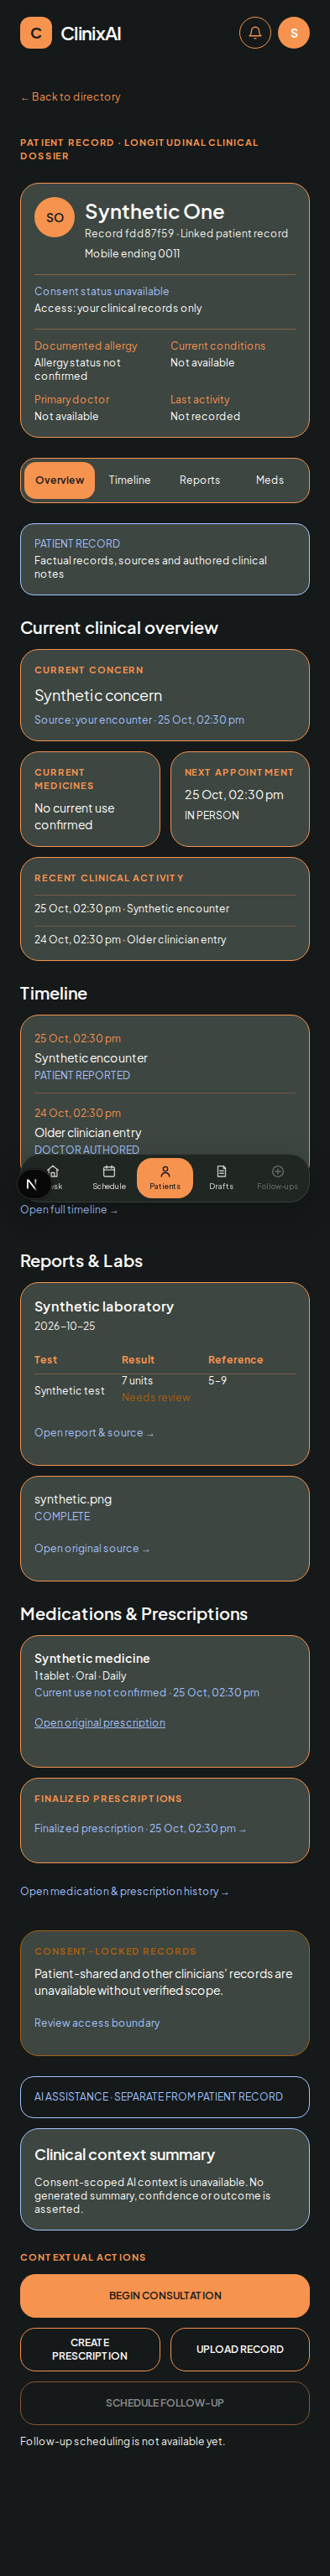 C ClinixAI S
← Back to directory
PATIENT RECORD · LONGITUDINAL CLINICAL
DOSSIER
SO
Synthetic One
Record fdd87f59 · Linked patient record
Mobile ending 0011
Consent status unavailable
Access: your clinical records only
Documented allergy
Allergy status not
confirmed
Current conditions
Not available
Primary doctor
Not available
Last activity
Not recorded
Overview Timeline Reports Meds
PATIENT RECORD
Factual records, sources and authored clinical
notes
Current clinical overview
CURRENT CONCERN
Synthetic concern
Source: your encounter · 25 Oct, 02:30 pm
CURRENT
MEDICINES
No current use
confirmed
NEXT APPOINTMENT
25 Oct, 02:30 pm
IN PERSON
RECENT CLINICAL ACTIVITY
25 Oct, 02:30 pm · Synthetic encounter
24 Oct, 02:30 pm · Older clinician entry
Timeline
25 Oct, 02:30 pm
Synthetic encounter
PATIENT REPORTED
24 Oct, 02:30 pm
Older clinician entry
DOCTOR AUTHORED
N sk Schedule Patients Drafts Follow-ups
Open full timeline →
Reports & Labs
Synthetic laboratory
2026-10-25
Test Result Reference
Synthetic test 7 units 5–9
Needs review
Open report & source →
synthetic.png
COMPLETE
Open original source →
Medications & Prescriptions
Synthetic medicine
1 tablet · Oral · Daily
Current use not confirmed · 25 Oct, 02:30 pm
Open original prescription
FINALIZED PRESCRIPTIONS
Finalized prescription · 25 Oct, 02:30 pm →
Open medication & prescription history →
CONSENT-LOCKED RECORDS
Patient-shared and other clinicians' records are
unavailable without verified scope.
Review access boundary
AI ASSISTANCE · SEPARATE FROM PATIENT RECORD
Clinical context summary
Consent-scoped AI context is unavailable. No
generated summary, confidence or outcome is
asserted.
CONTEXTUAL ACTIONS
BEGIN CONSULTATION
CREATE
PRESCRIPTION
UPLOAD RECORD
SCHEDULE FOLLOW-UP
Follow-up scheduling is not available yet.